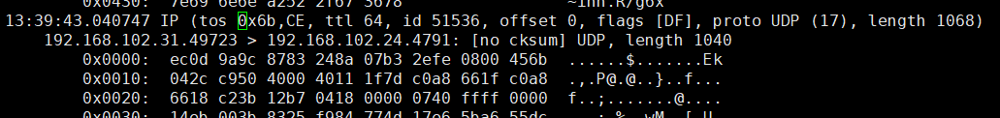 13:39:43.040747 IP (tos 0x6b,CE, ttl 64, id 51536, offset 0, flags [DF], proto UDP (17), length 1068)
192.168.102.31.49723 > 192.168.102.24.4791: [no cksum] UDP, length 1040
0x0000: ec0d 9a9c 8783 248a 07b3 2efe 0800 456b ......$.......Ek
0x0010: 042c c950 4000 4011 1f7d c0a8 661f c0a8 .,.P@.@..}..f...
0x0020: 6618 c23b 12b7 0418 0000 0740 ffff 0000 f..;.......@....